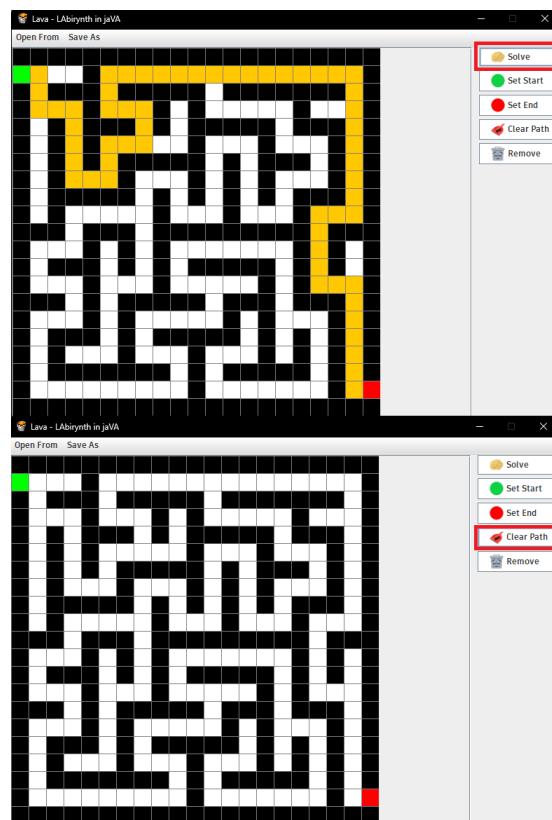 Lava - LAbirynth in jaVA
Open From Save As
Solve
Set Start
Set End
Clear Path
Remove
Lava - LAbirynth in jaVA
Open From Save As
Solve
Set Start
Set End
Clear Path
Remove